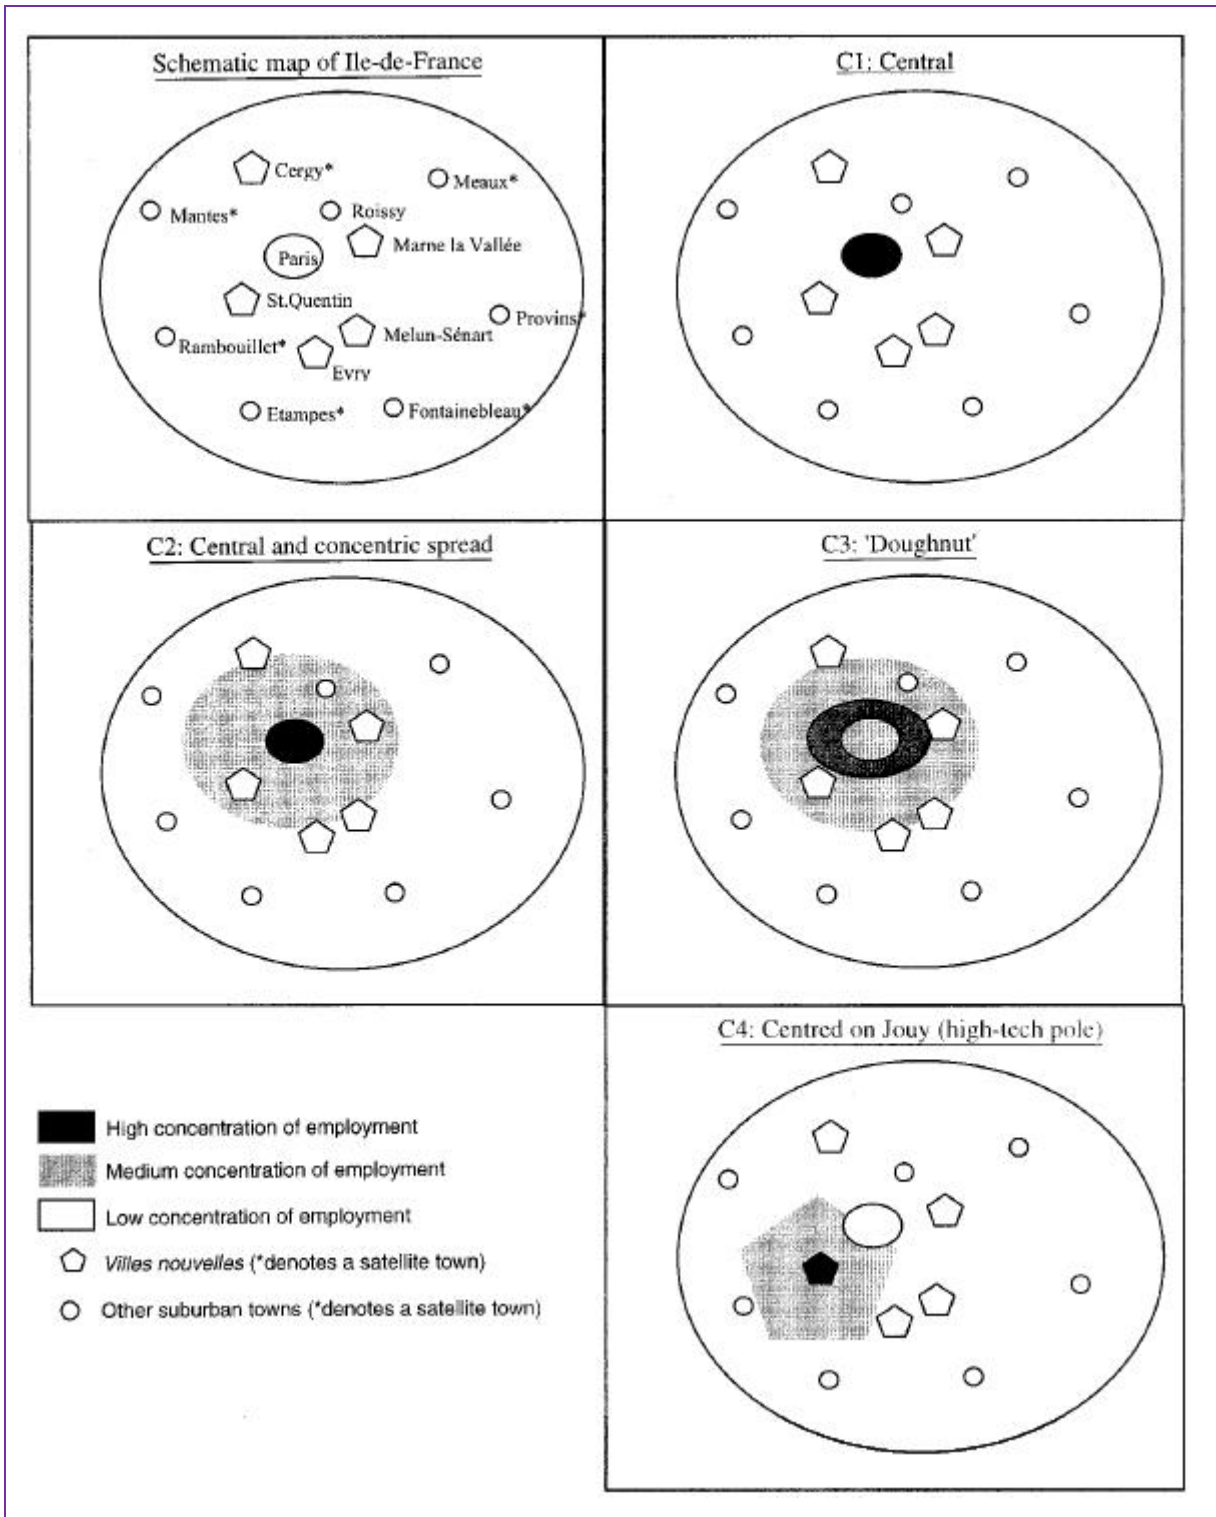 Schematic map of Ile-de-France
Cergy*
Meaux*
Mantes*
Roissy
Marne la Vallée
Paris
St.Quentin
Provins*
Melun-Sénart
Rambouillet*
Evry
Etampes*
Fontainebleau*
C1: Central
C2: Central and concentric spread
C3: 'Doughnut'
C4: Centred on Jouy (high-tech pole)
High concentration of employment
Medium concentration of employment
Low concentration of employment
Villes nouvelles (*denotes a satellite town)
Other suburban towns (*denotes a satellite town)